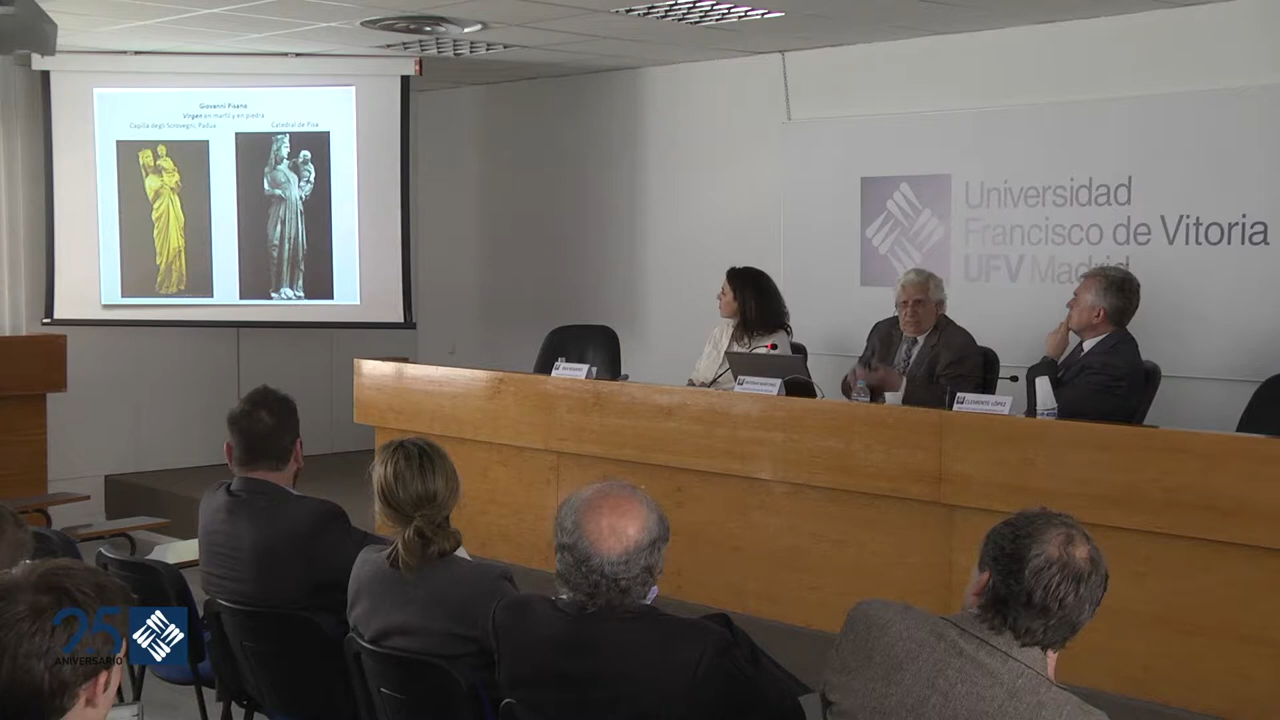 Giovanni Pisano
Virgen en marfil y en piedra
Capilla degli Scrovegni, Padua
Catedral de Pisa
Universidad
Francisco de Vitoria
UFV Madrid
CLEMENTE LÓPEZ
25
ANIVERSARIO